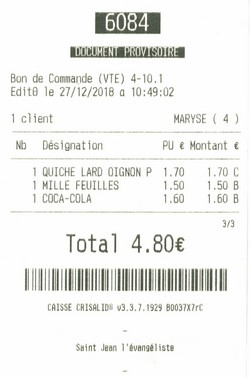 6084
DOCUMENT PROVISOIRE
Bon de Commande (VTE) 4-10.1
Edit0 le 27/12/2018 a 10:49:02
1 client MARYSE ( 4 )
Nb Désignation PU € Montant €
1 QUICHE LARD OIGNON P 1.70 1.70 C
1 MILLE FEUILLES 1.50 1.50 B
1 COCA-COLA 1.60 1.60 B
3/3
Total 4.80€
CAISSE CRISALID® v3.3.7.1929 B0037X7rC
-
Saint Jean l'évangéliste
-